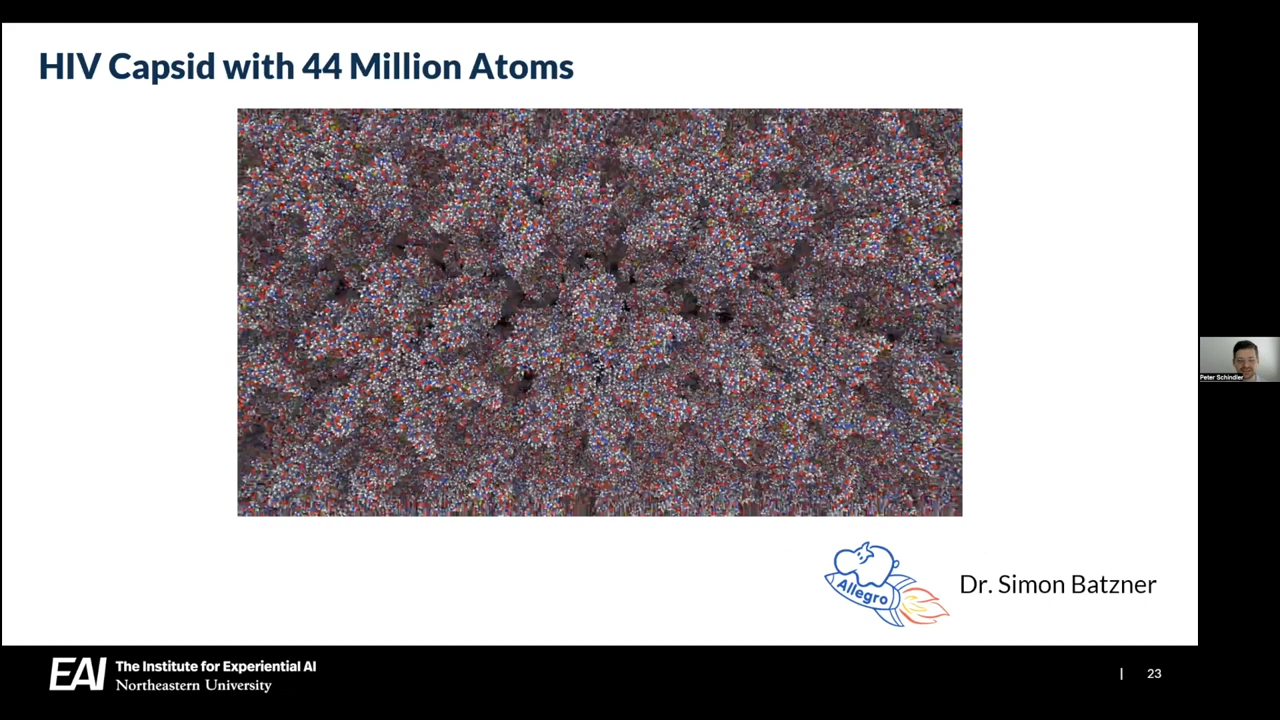 HIV Capsid with 44 Million Atoms
Peter Schindler
Allegro
Dr. Simon Batzner
EAI
The Institute for Experiential AI
Northeastern University
| 23